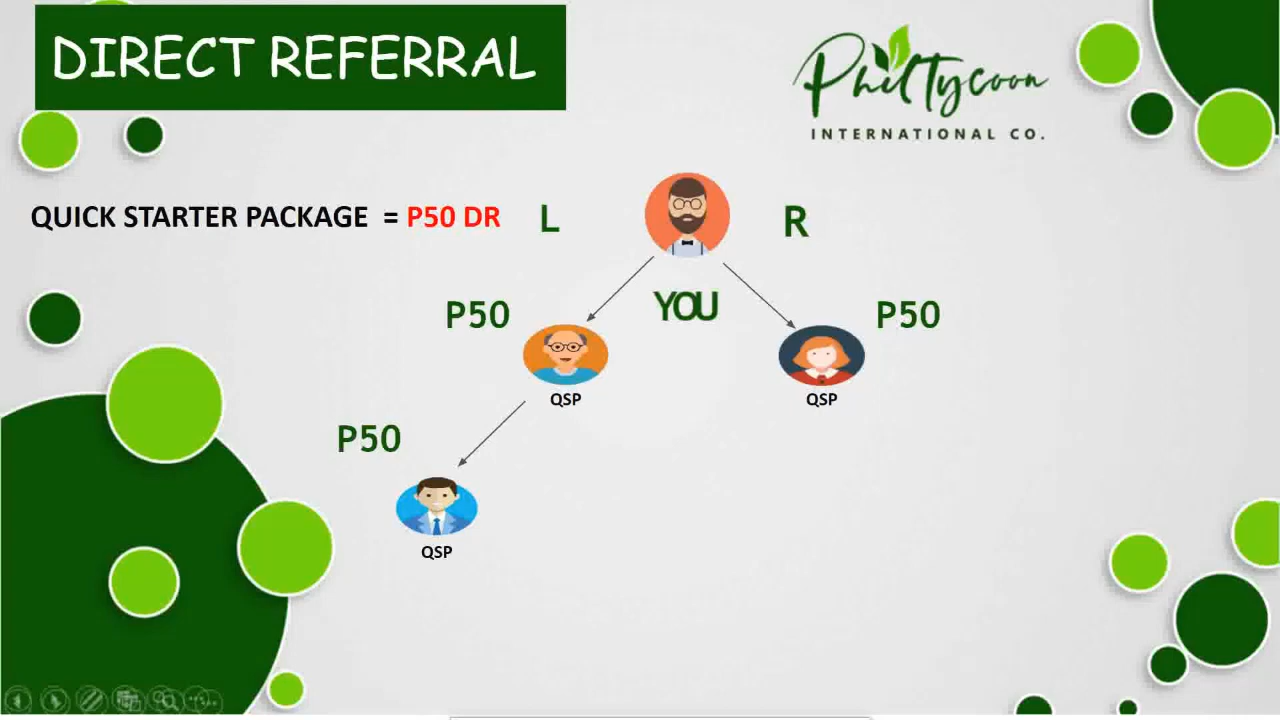 DIRECT REFERRAL
PhilTycoon
INTERNATIONAL CO.
QUICK STARTER PACKAGE = P50 DR
L
R
YOU
P50
P50
QSP
QSP
P50
QSP